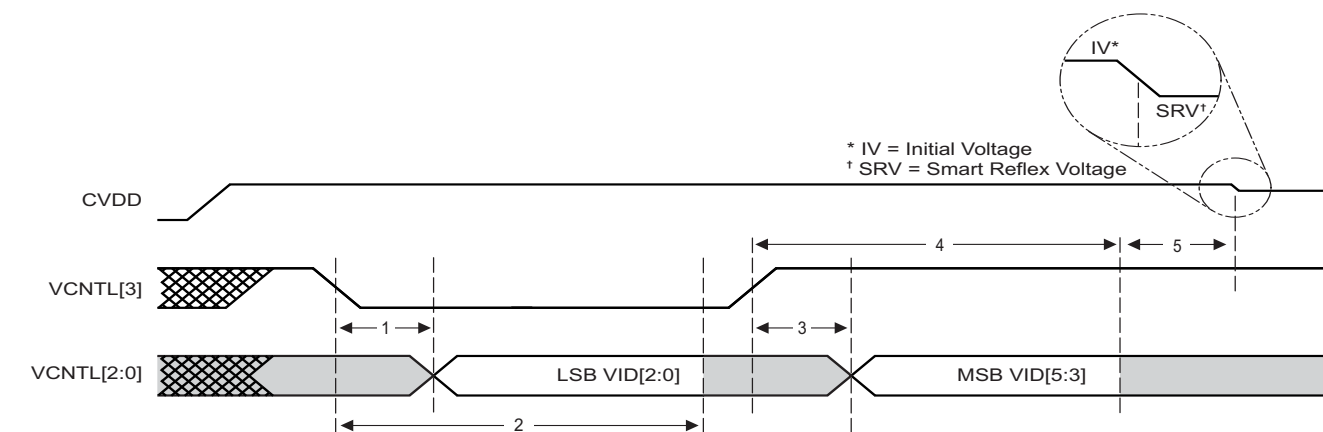 IV*
SRV†
* IV = Initial Voltage
† SRV = Smart Reflex Voltage
CVDD
4
5
VCNTL[3]
1
3
VCNTL[2:0]
LSB VID[2:0]
MSB VID[5:3]
2